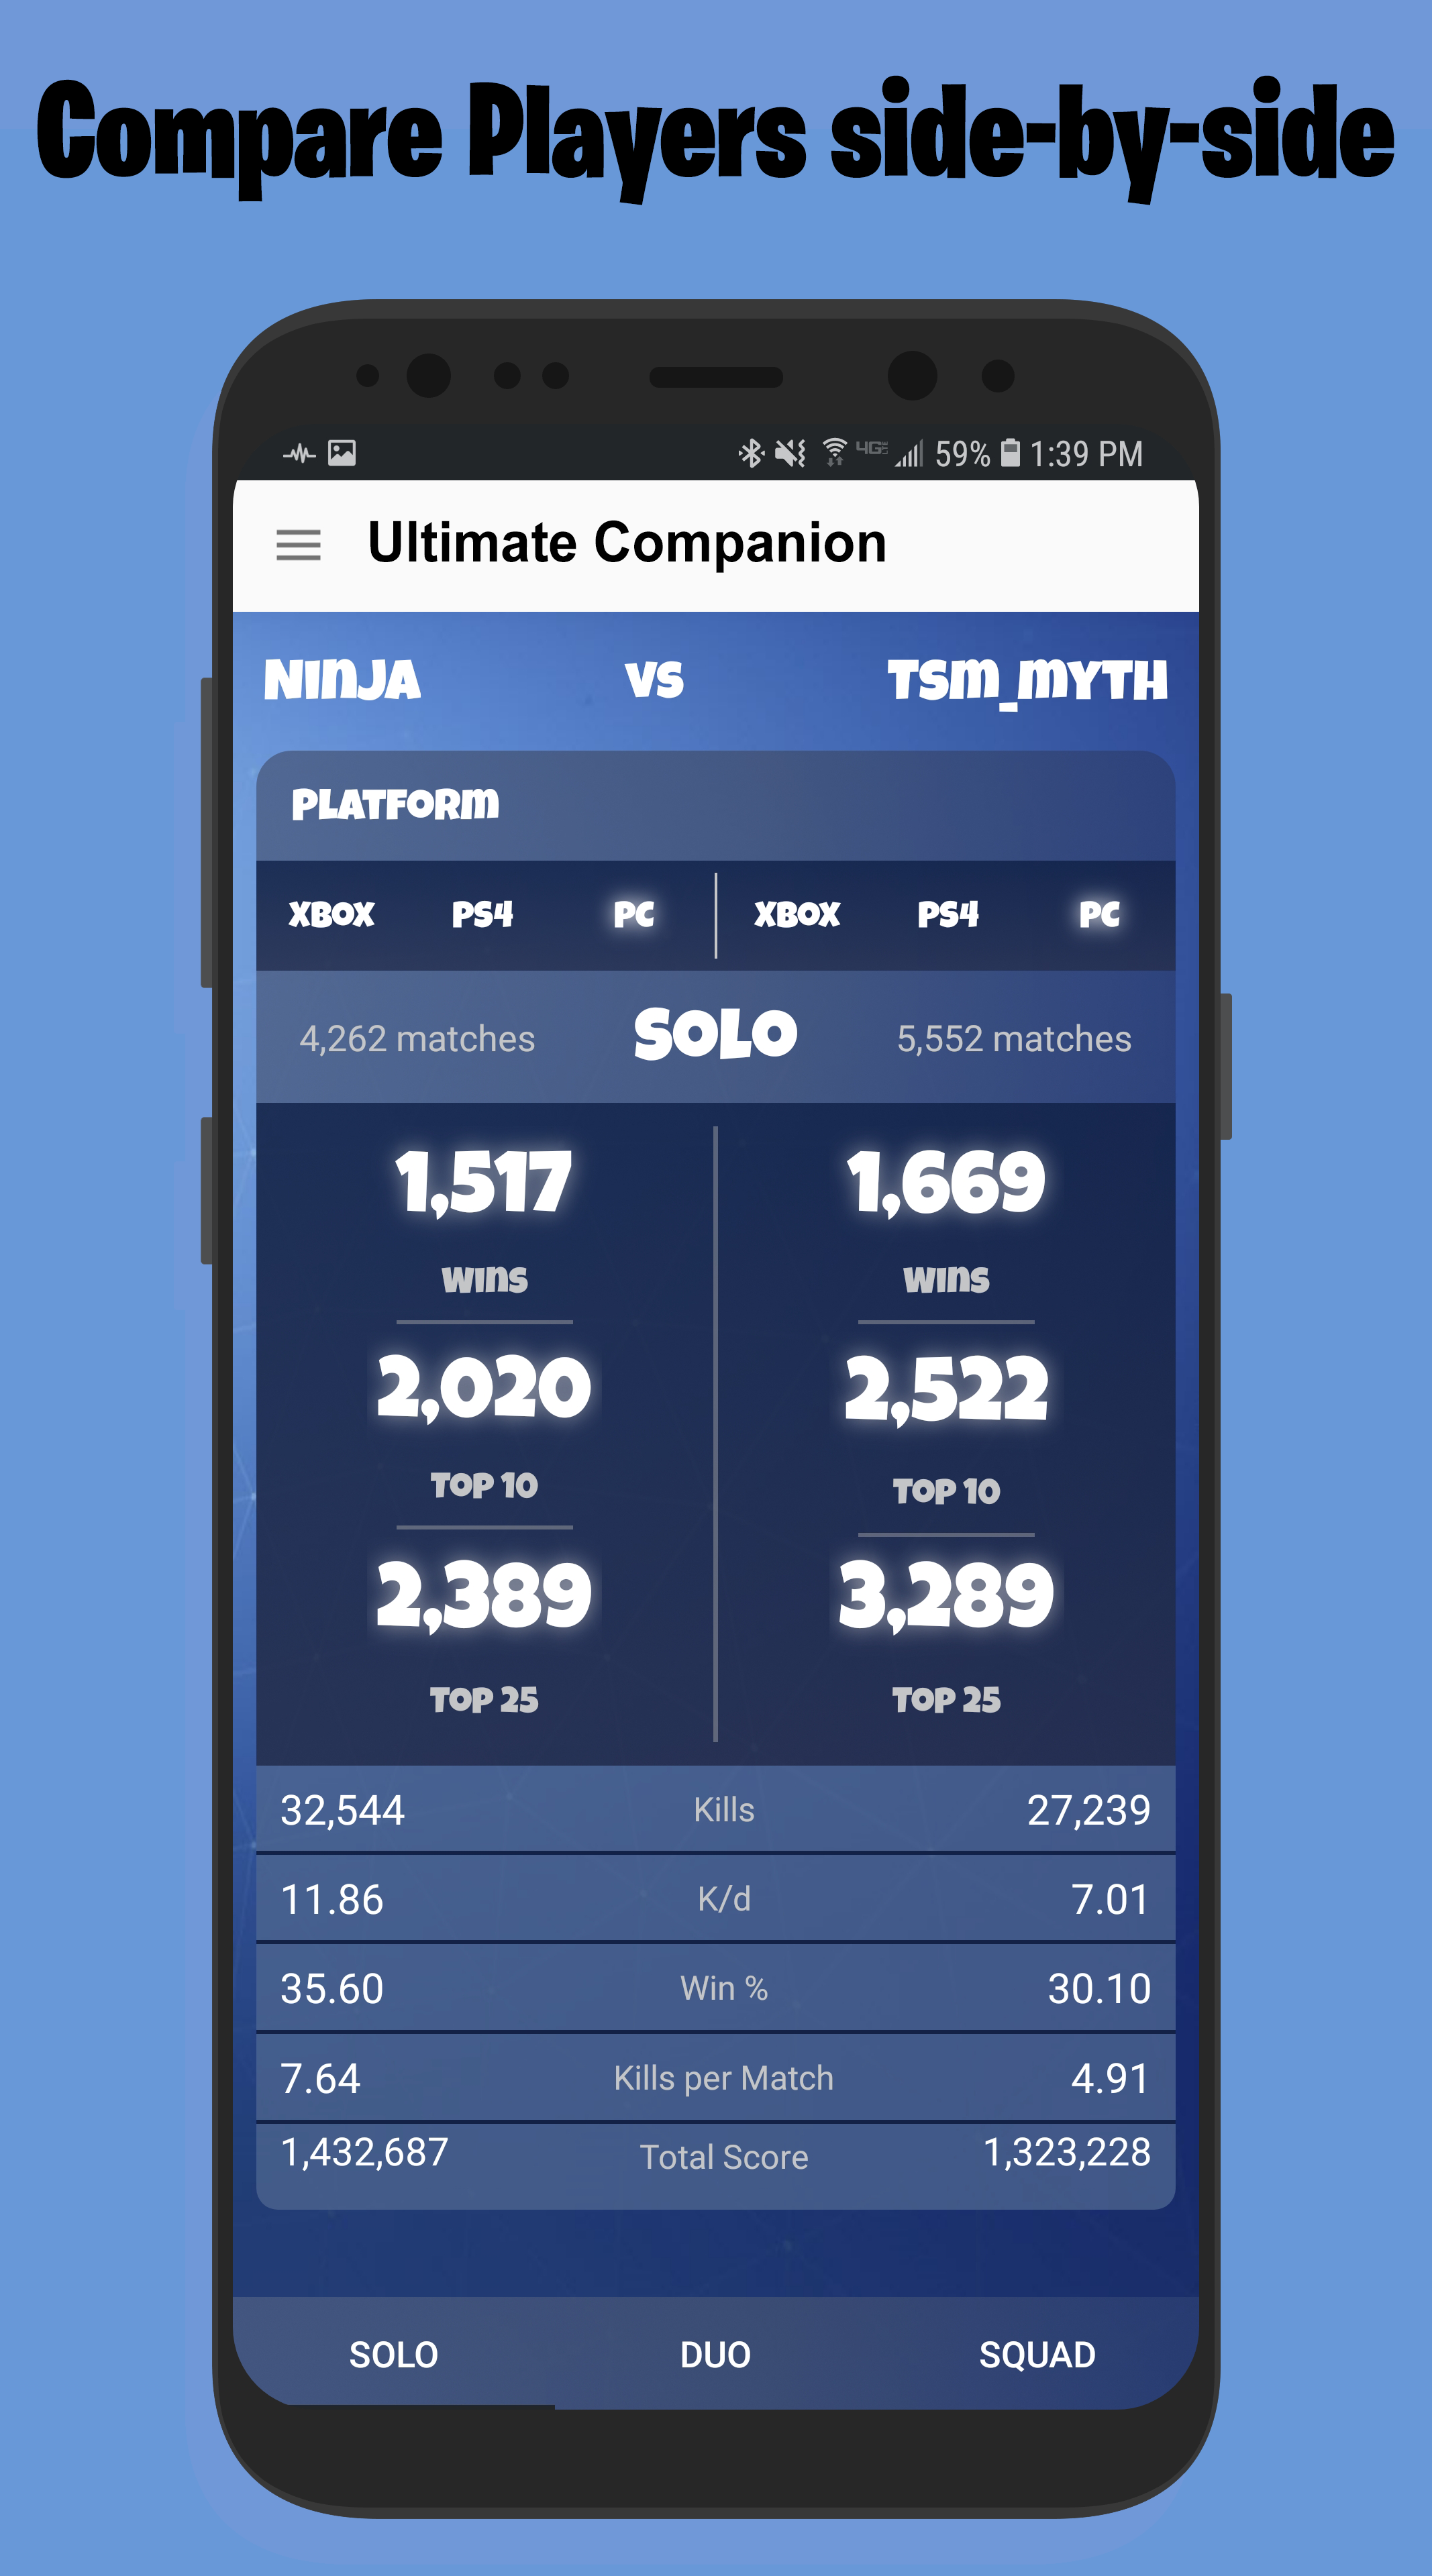 Compare Players side-by-side
4G 59% 1:39 PM
Ultimate Companion
NINJA VS TSM_MYTH
PLATFORM
XBOX PS4 PC XBOX PS4 PC
4,262 matches SOLO 5,552 matches
1,517 1,669
WINS WINS
2,020 2,522
TOP 10 TOP 10
2,389 3,289
TOP 25 TOP 25
32,544 Kills 27,239
11.86 K/d 7.01
35.60 Win % 30.10
7.64 Kills per Match 4.91
1,432,687 Total Score 1,323,228
SOLO DUO SQUAD